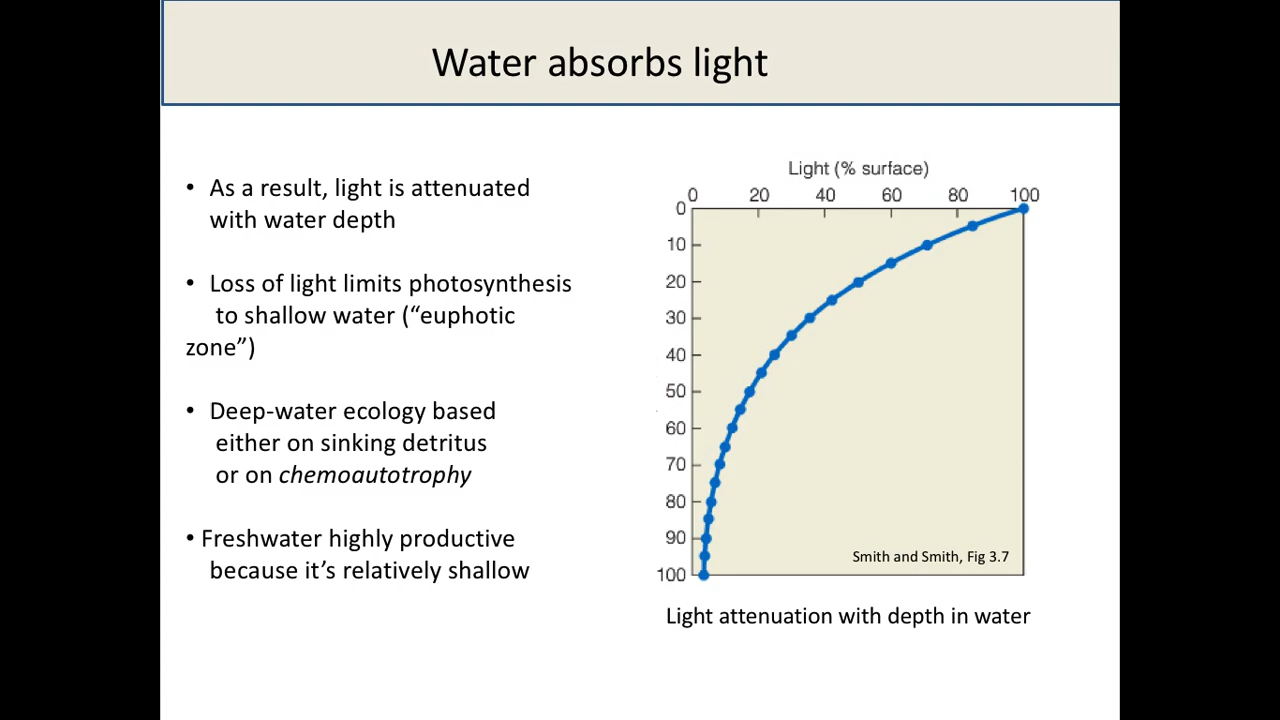 Water absorbs light
• As a result, light is attenuated
with water depth
• Loss of light limits photosynthesis
to shallow water (“euphotic
zone”)
• Deep-water ecology based
either on sinking detritus
or on chemoautotrophy
• Freshwater highly productive
because it’s relatively shallow
Light (% surface)
0 20 40 60 80 100
0
10
20
30
40
50
60
70
80
90
100
Smith and Smith, Fig 3.7
Light attenuation with depth in water